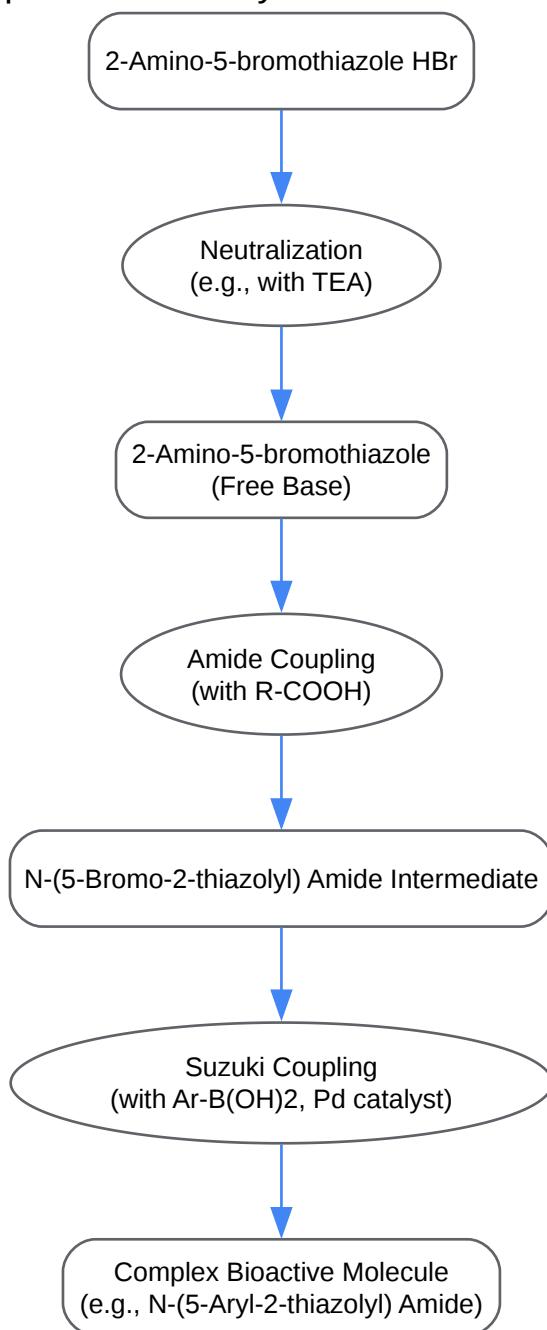 2-Amino-5-bromothiazole HBr
Neutralization
(e.g., with TEA)
2-Amino-5-bromothiazole
(Free Base)
Amide Coupling
(with R-COOH)
N-(5-Bromo-2-thiazolyl) Amide Intermediate
Suzuki Coupling
(with Ar-B(OH)2, Pd catalyst)
Complex Bioactive Molecule
(e.g., N-(5-Aryl-2-thiazolyl) Amide)